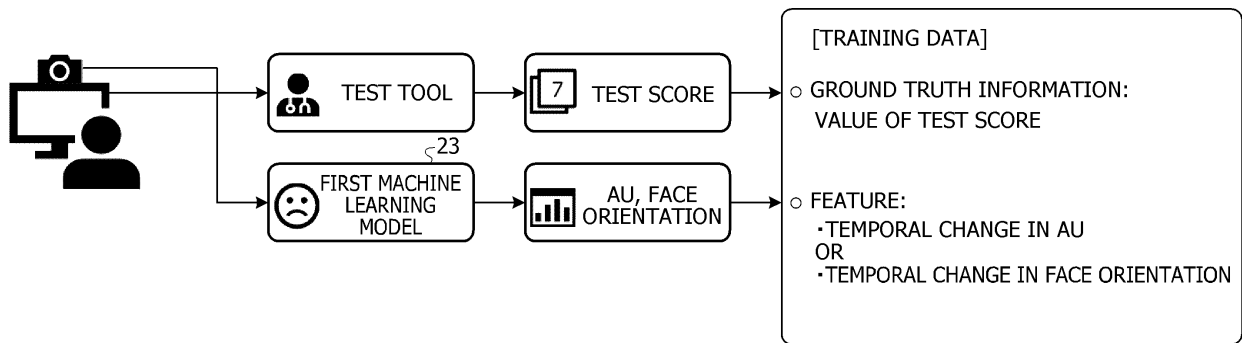 TEST TOOL
7
TEST SCORE
23
FIRST MACHINE
LEARNING
MODEL
AU, FACE
ORIENTATION
[TRAINING DATA]
○ GROUND TRUTH INFORMATION:
VALUE OF TEST SCORE
○ FEATURE:
・TEMPORAL CHANGE IN AU
OR
・TEMPORAL CHANGE IN FACE ORIENTATION